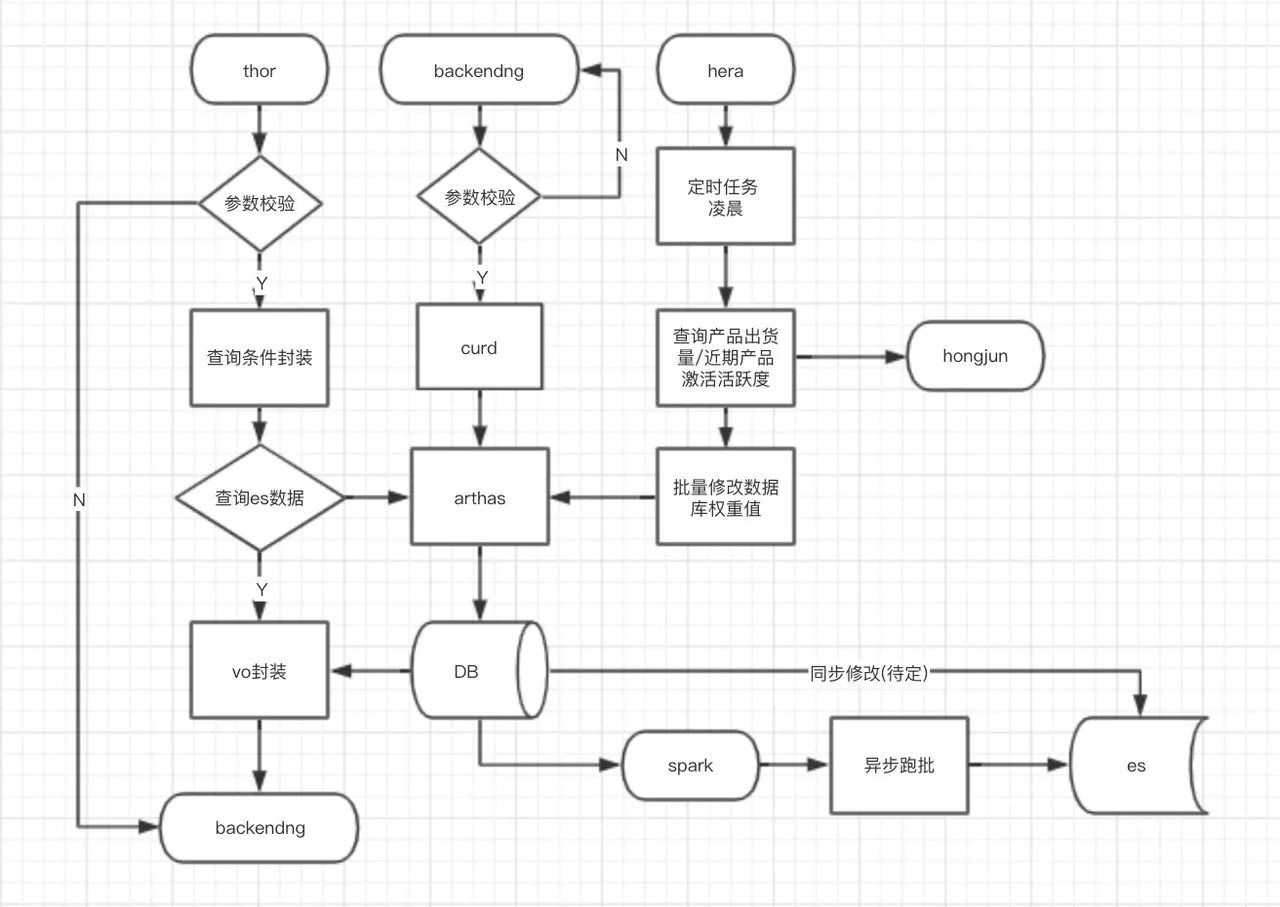 thor
backendng
hera
N
参数校验
参数校验
定时任务
凌晨
Y
Y
查询条件封装
curd
查询产品出货
量/近期产品
激活活跃度
hongjun
N
查询es数据
arthas
批量修改数据
库权重值
Y
vo封装
DB
同步修改(待定)
spark
异步跑批
es
backendng